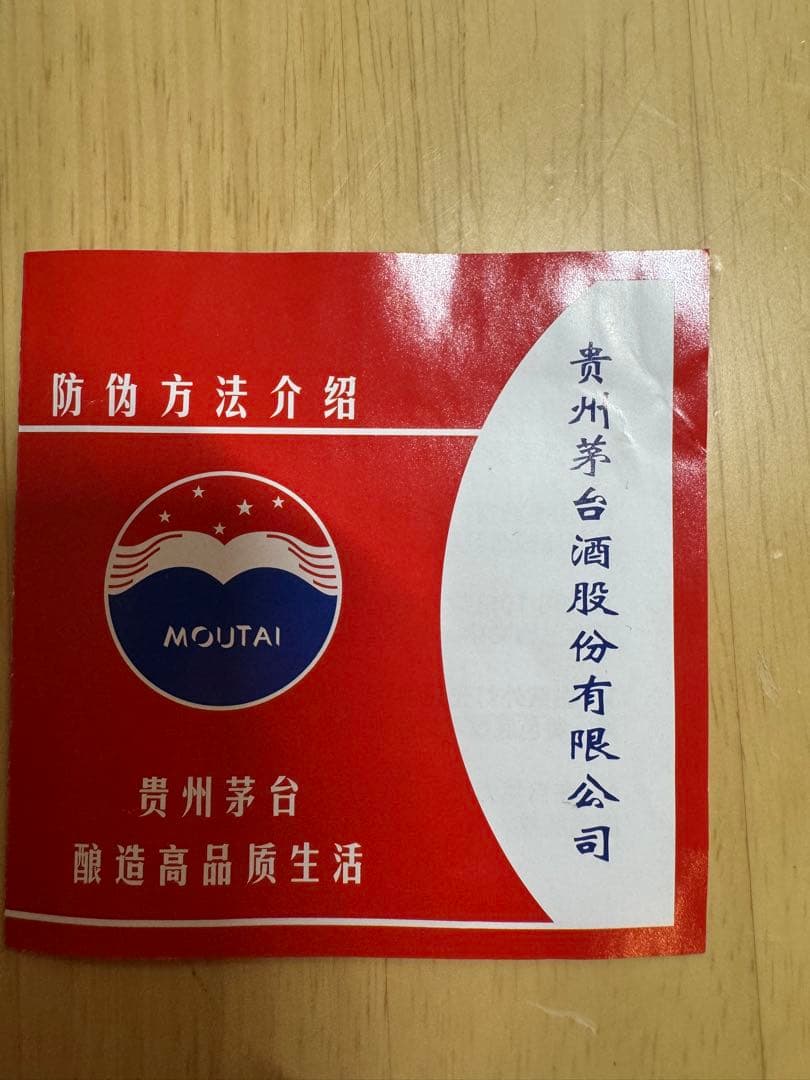 防伪方法介绍
MOUTAI
贵州茅台
酿造高品质生活
贵州茅台酒股份有限公司